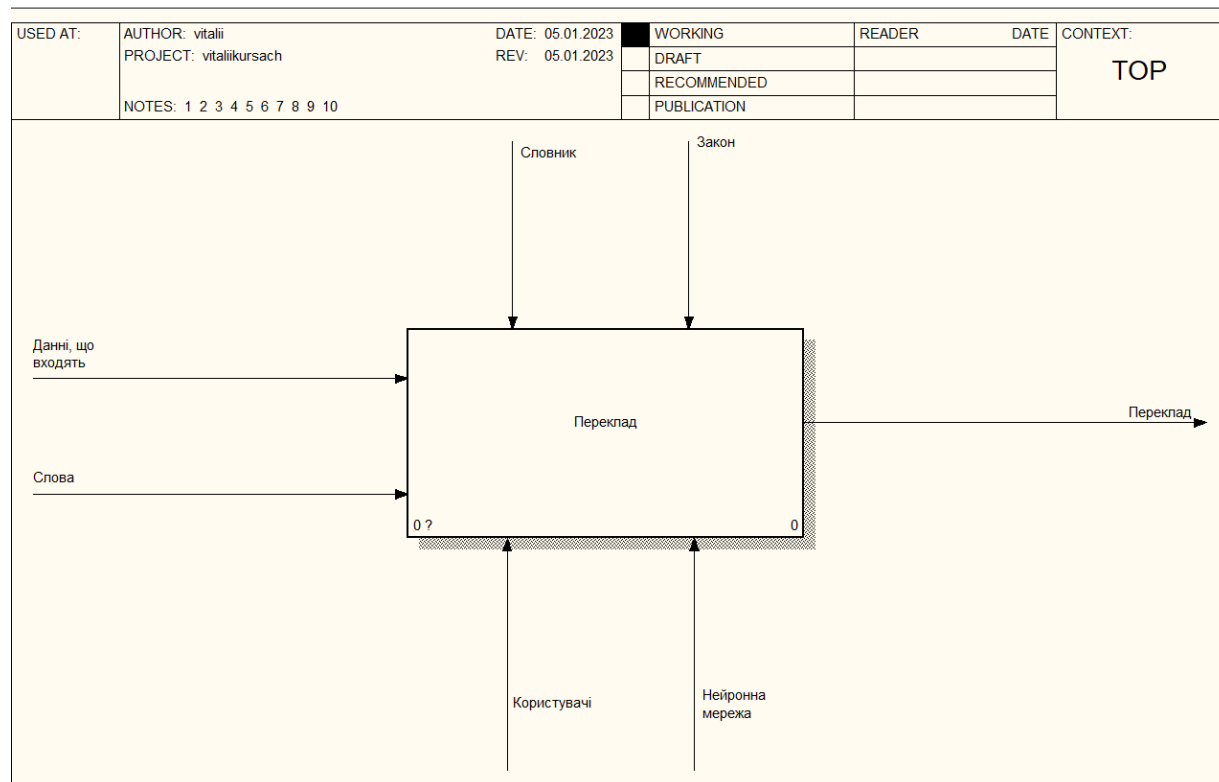 USED AT:
AUTHOR: vitalii
DATE: 05.01.2023
WORKING
READER
DATE
CONTEXT:
PROJECT: vitaliikursach
REV: 05.01.2023
DRAFT
TOP
RECOMMENDED
NOTES: 1 2 3 4 5 6 7 8 9 10
PUBLICATION
Словник
Закон
Данні, що
входять
Переклад
Переклад
Слова
0 ?
0
Користувачі
Нейронна
мережа